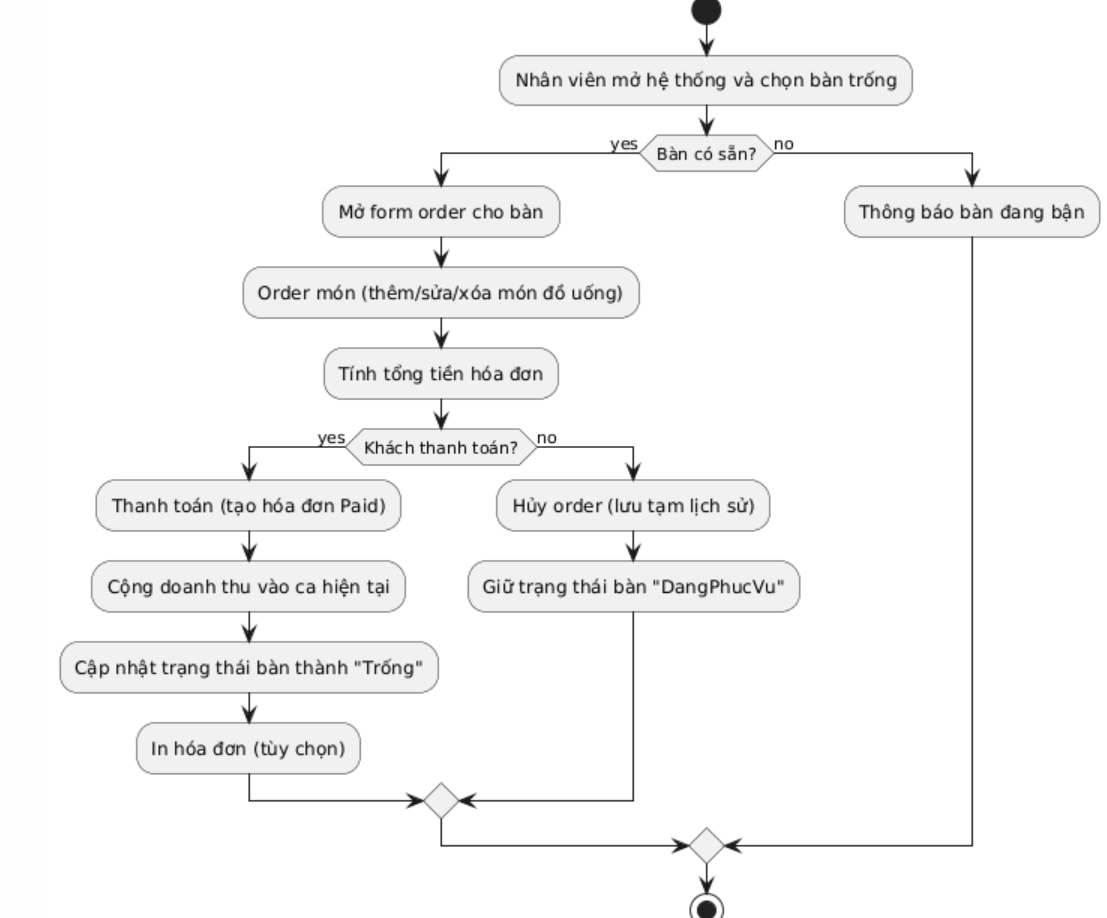 Nhân viên mở hệ thống và chọn bàn trống
yes
Bàn có sẵn?
no
Mở form order cho bàn
Thông báo bàn đang bận
Order món (thêm/sửa/xóa món đồ uống)
Tính tổng tiền hóa đơn
yes
Khách thanh toán?
no
Thanh toán (tạo hóa đơn Paid)
Hủy order (lưu tạm lịch sử)
Cộng doanh thu vào ca hiện tại
Giữ trạng thái bàn "DangPhucVu"
Cập nhật trạng thái bàn thành "Trống"
In hóa đơn (tùy chọn)